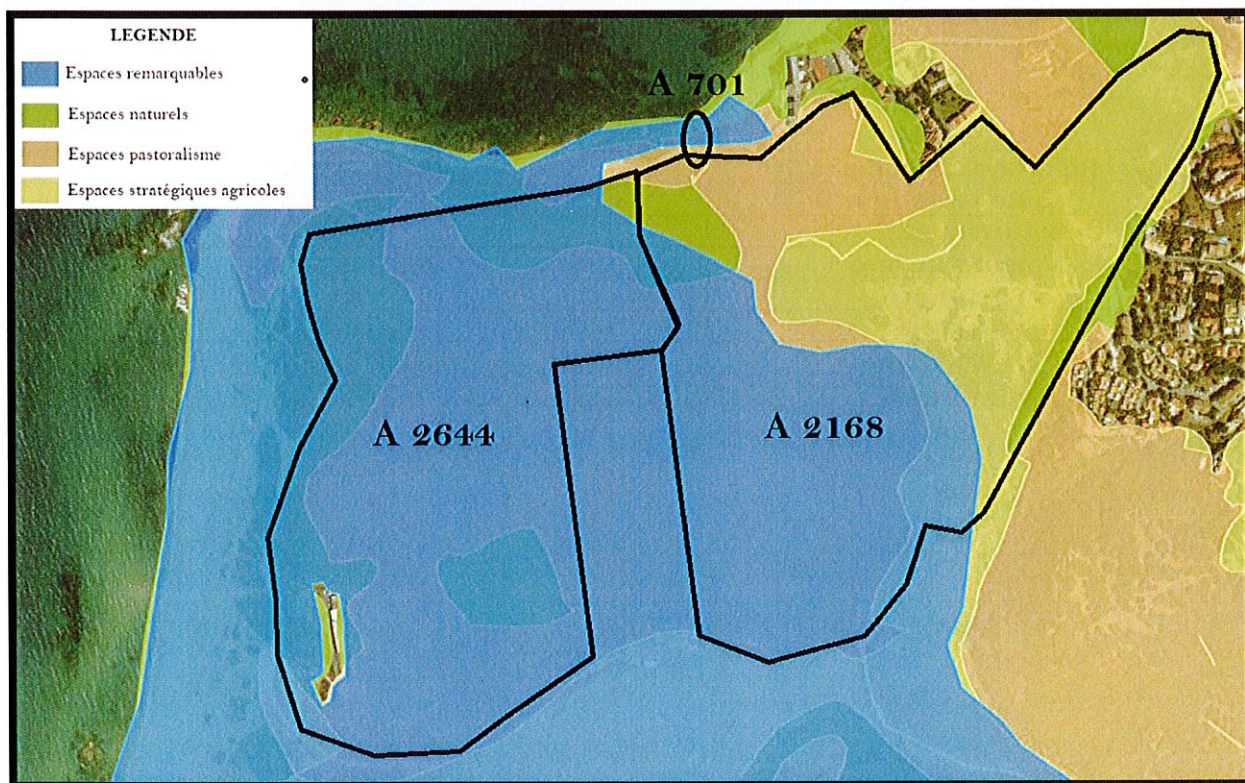 LEGENDE
Espaces remarquables
Espaces naturels
Espaces pastoralisme
Espaces stratégiques agricoles
A 701
A 2644
A 2168